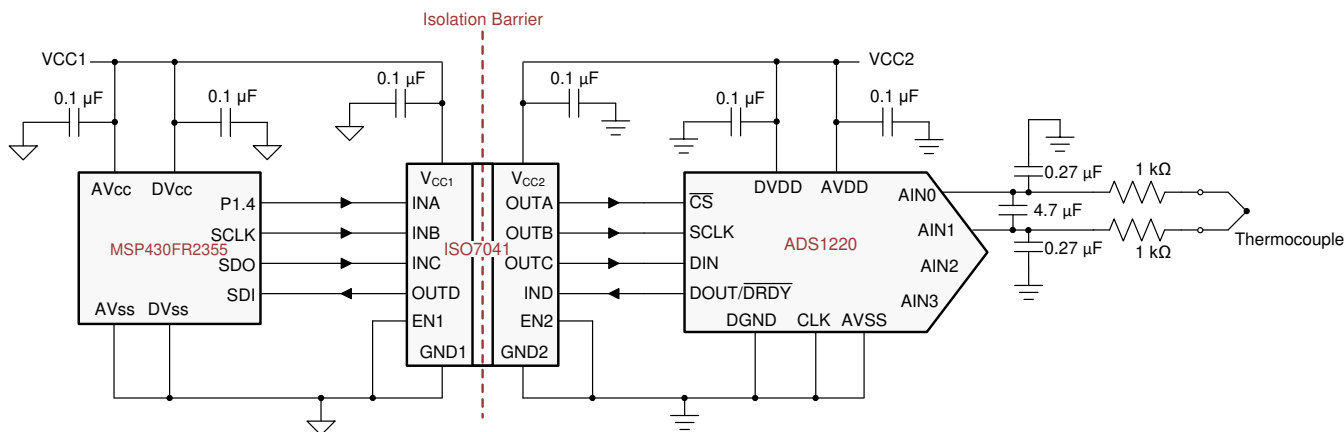 Isolation Barrier
VCC1
VCC2
0.1 µF
0.1 µF
0.1 µF
0.1 µF
0.1 µF
0.1 µF
AVcc
DVcc
P1.4
SCLK
SDO
SDI
MSP430FR2355
AVss
DVss
VCC1
INA
INB
INC
OUTD
EN1
GND1
ISO7041
VCC2
OUTA
OUTB
OUTC
IND
EN2
GND2
DVDD
AVDD
CS
SCLK
DIN
DOUT/DRDY
ADS1220
DGND
CLK
AVSS
AIN0
AIN1
AIN2
AIN3
0.27 µF
4.7 µF
0.27 µF
1 kΩ
1 kΩ
Thermocouple